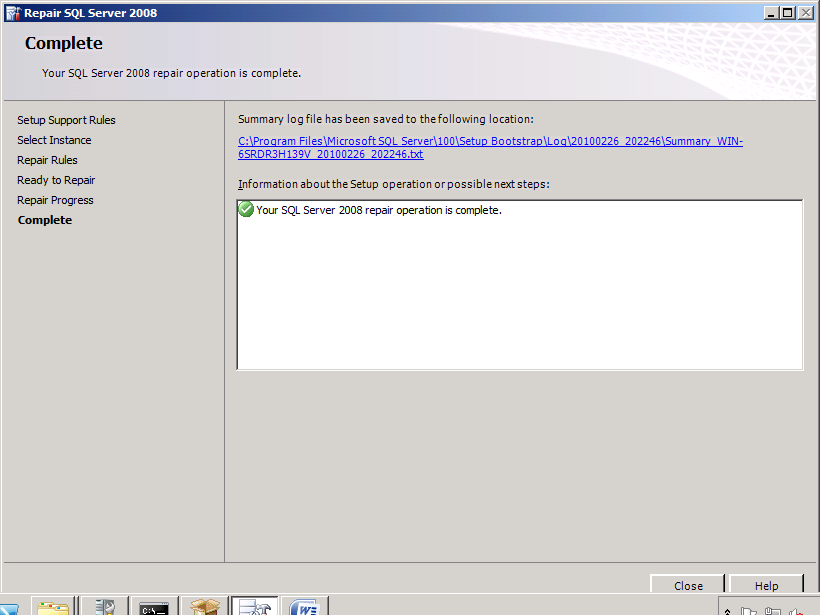 Repair SQL Server 2008
Complete
Your SQL Server 2008 repair operation is complete.
Setup Support Rules
Select Instance
Repair Rules
Ready to Repair
Repair Progress
Complete
Summary log file has been saved to the following location:
C:\Program Files\Microsoft SQL Server\100\Setup Bootstrap\Log\20100226_202246\Summary_WIN-
6SRDR3H139V_20100226_202246.txt
Information about the Setup operation or possible next steps:
Your SQL Server 2008 repair operation is complete.
Close
Help
C:\
W